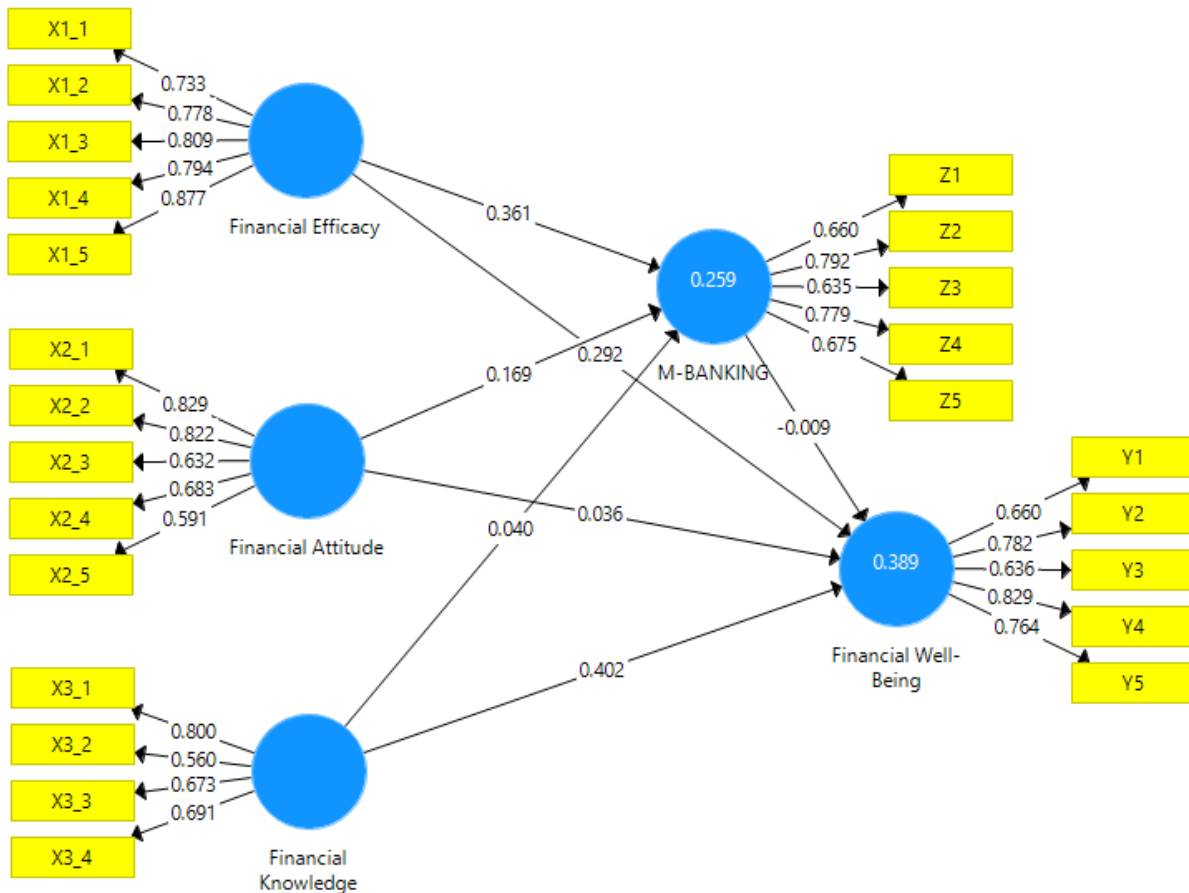 X1_1
X1_2
X1_3
X1_4
X1_5
0.733
0.778
0.809
0.794
0.877
Financial Efficacy
X2_1
X2_2
X2_3
X2_4
X2_5
0.829
0.822
0.632
0.683
0.591
Financial Attitude
X3_1
X3_2
X3_3
X3_4
0.800
0.560
0.673
0.691
Financial
Knowledge
0.361
0.292
0.169
0.036
0.040
0.402
0.259
M-BANKING
-0.009
0.660
0.792
0.635
0.779
0.675
Z1
Z2
Z3
Z4
Z5
0.389
Financial Well-
Being
0.660
0.782
0.636
0.829
0.764
Y1
Y2
Y3
Y4
Y5